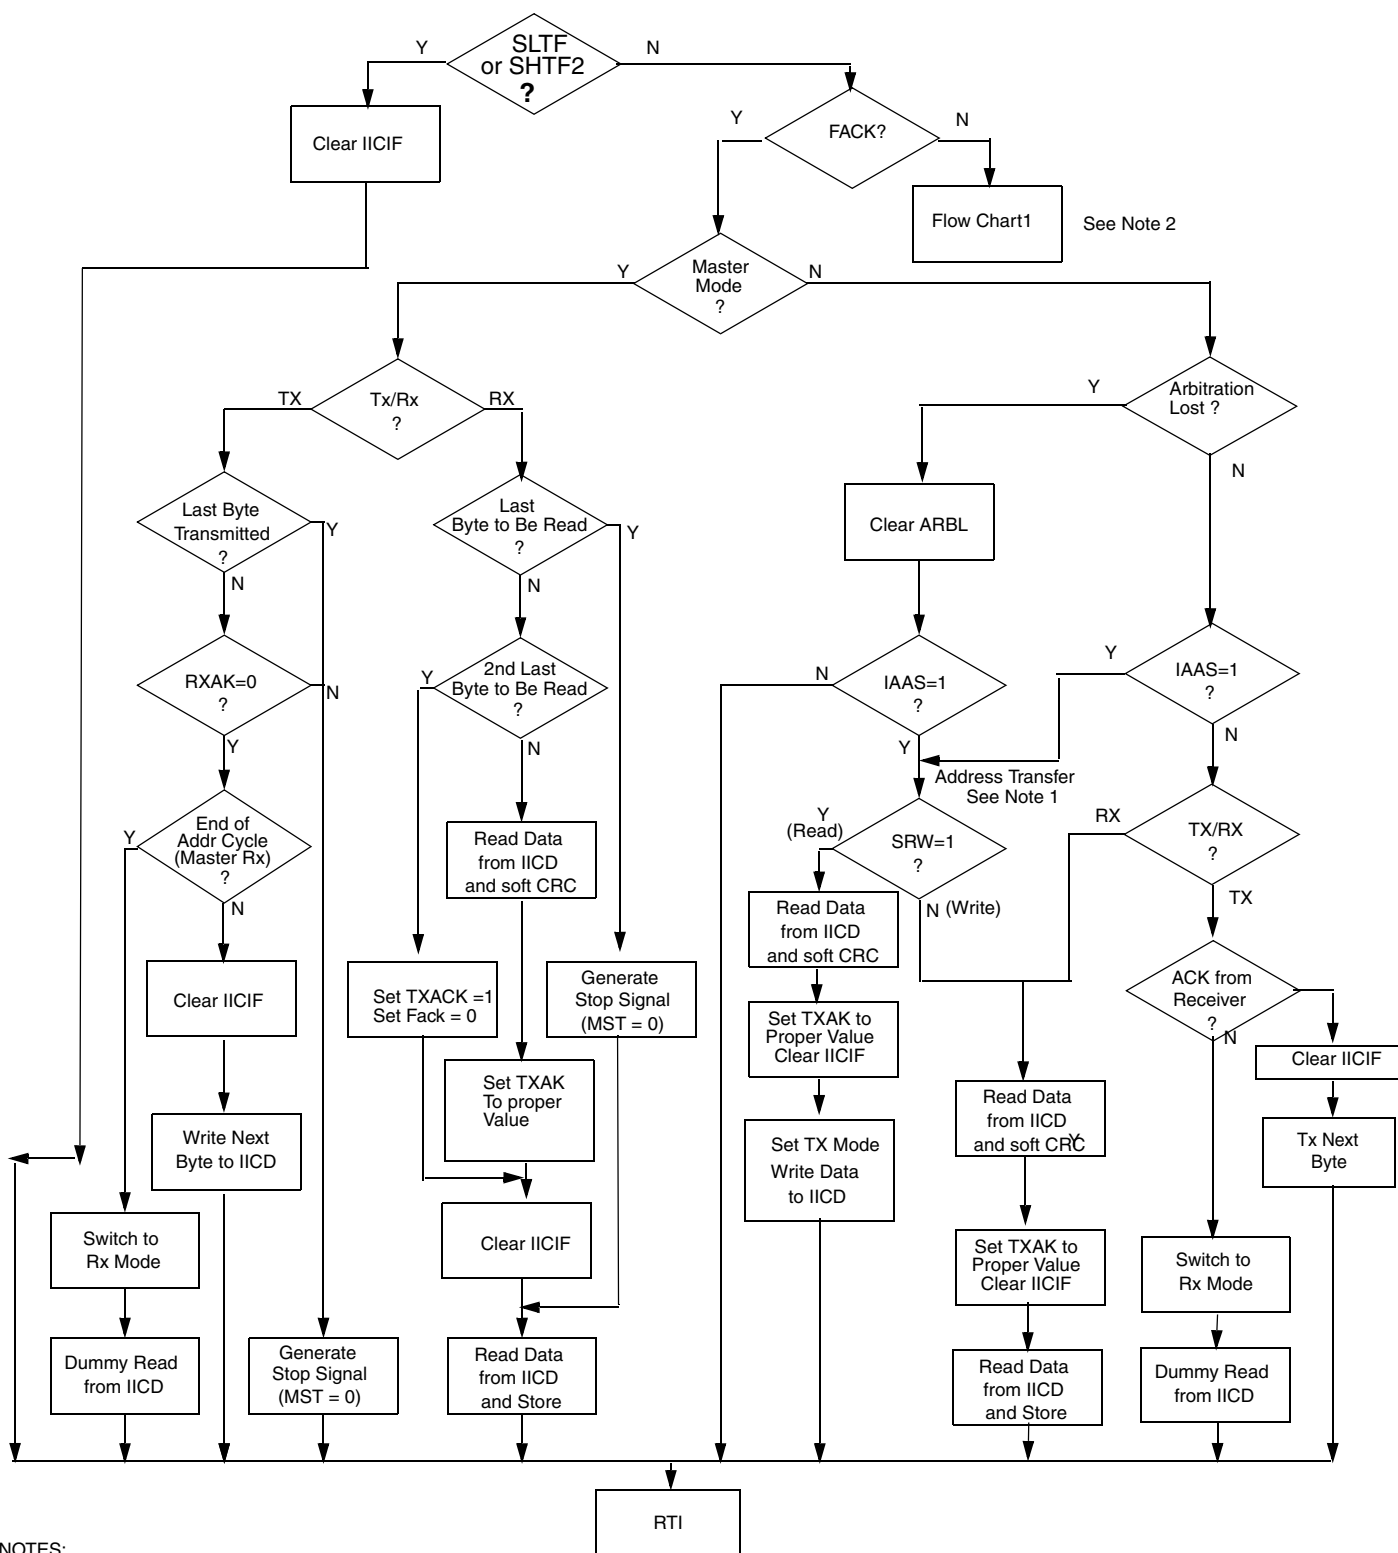 SLTF
or SHTF2
?
Y
N
Clear IICIF
FACK?
Y
N
Flow Chart1
See Note 2
Master
Mode
?
Y
N
Tx/Rx
?
TX
RX
Arbitration
Lost ?
Y
N
Last Byte
Transmitted
?
Y
N
Last
Byte to Be Read
?
Y
N
Clear ARBL
RXAK=0
?
N
Y
2nd Last
Byte to Be Read
?
Y
N
IAAS=1
?
N
Y
IAAS=1
?
Y
N
Address Transfer
See Note 1
End of
Addr Cycle
(Master Rx)
?
Y
N
Read Data
from IICD
and soft CRC
SRW=1
?
Y
(Read)
N (Write)
TX/RX
?
RX
TX
Read Data
from IICD
and soft CRC
Clear IICIF
Set TXACK =1
Set Fack = 0
Generate
Stop Signal
(MST = 0)
Set TXAK to
Proper Value
Clear IICIF
ACK from
Receiver
?
N
Clear IICIF
Set TXAK
To proper
Value
Read Data
from IICD
and soft CRC
Y
Write Next
Byte to IICD
Set TX Mode
Write Data
to IICD
Tx Next
Byte
Switch to
Rx Mode
Clear IICIF
Set TXAK to
Proper Value
Clear IICIF
Switch to
Rx Mode
Dummy Read
from IICD
Generate
Stop Signal
(MST = 0)
Read Data
from IICD
and Store
Read Data
from IICD
and Store
Dummy Read
from IICD
RTI
NOTES: